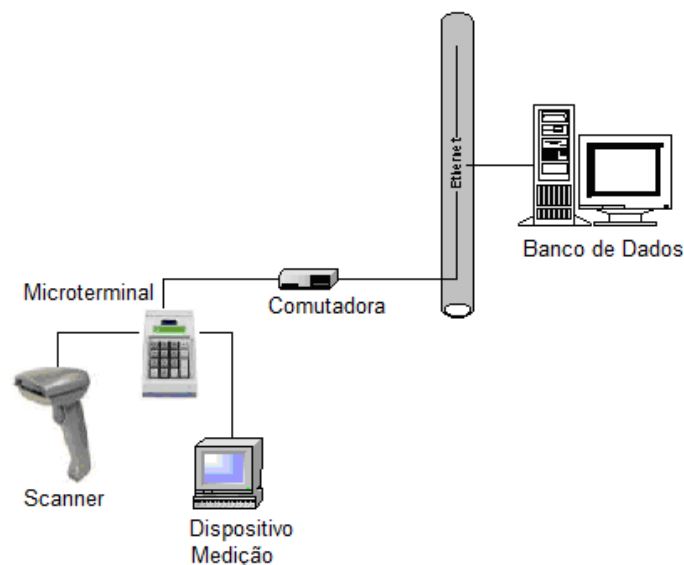 Ethernet
Banco de Dados
Microterminal
Comutadora
Scanner
Dispositivo
Medição